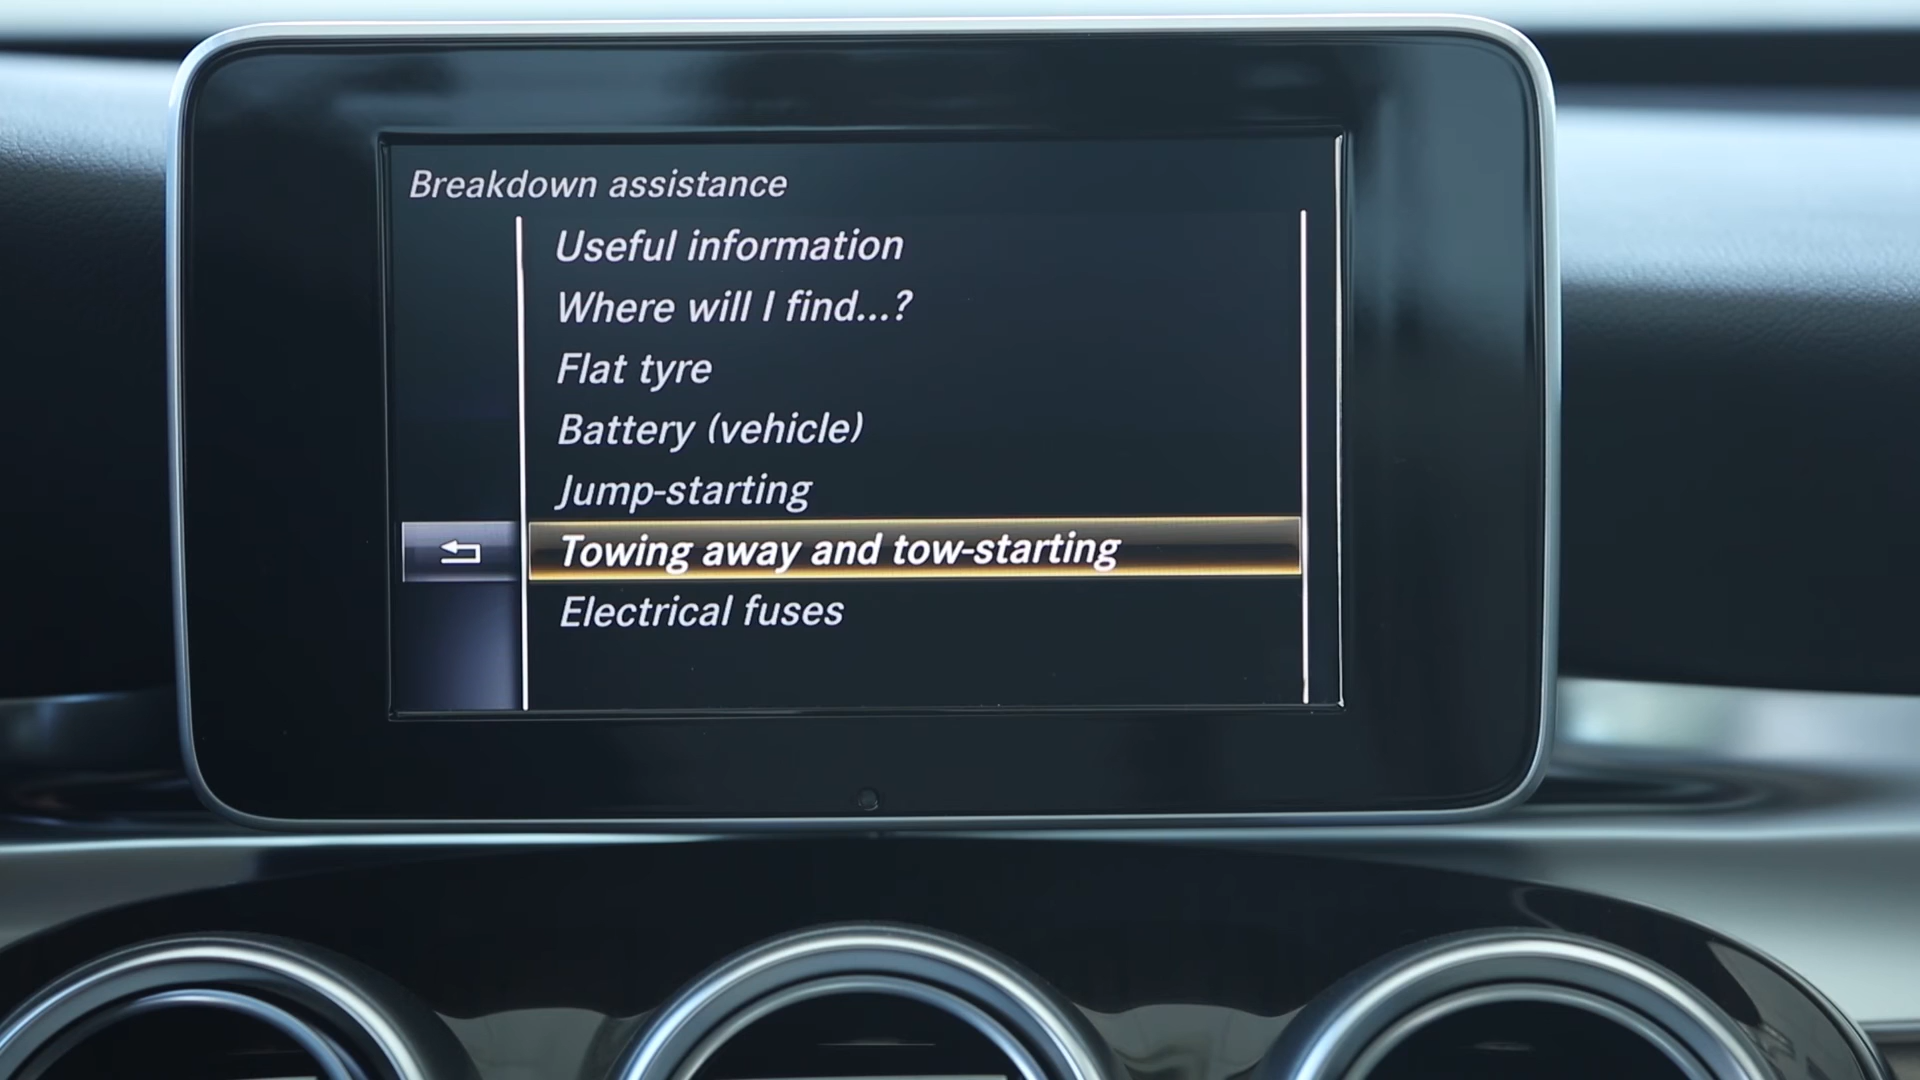 Breakdown assistance
Useful information
Where will I find...?
Flat tyre
Battery (vehicle)
Jump-starting
Towing away and tow-starting
Electrical fuses